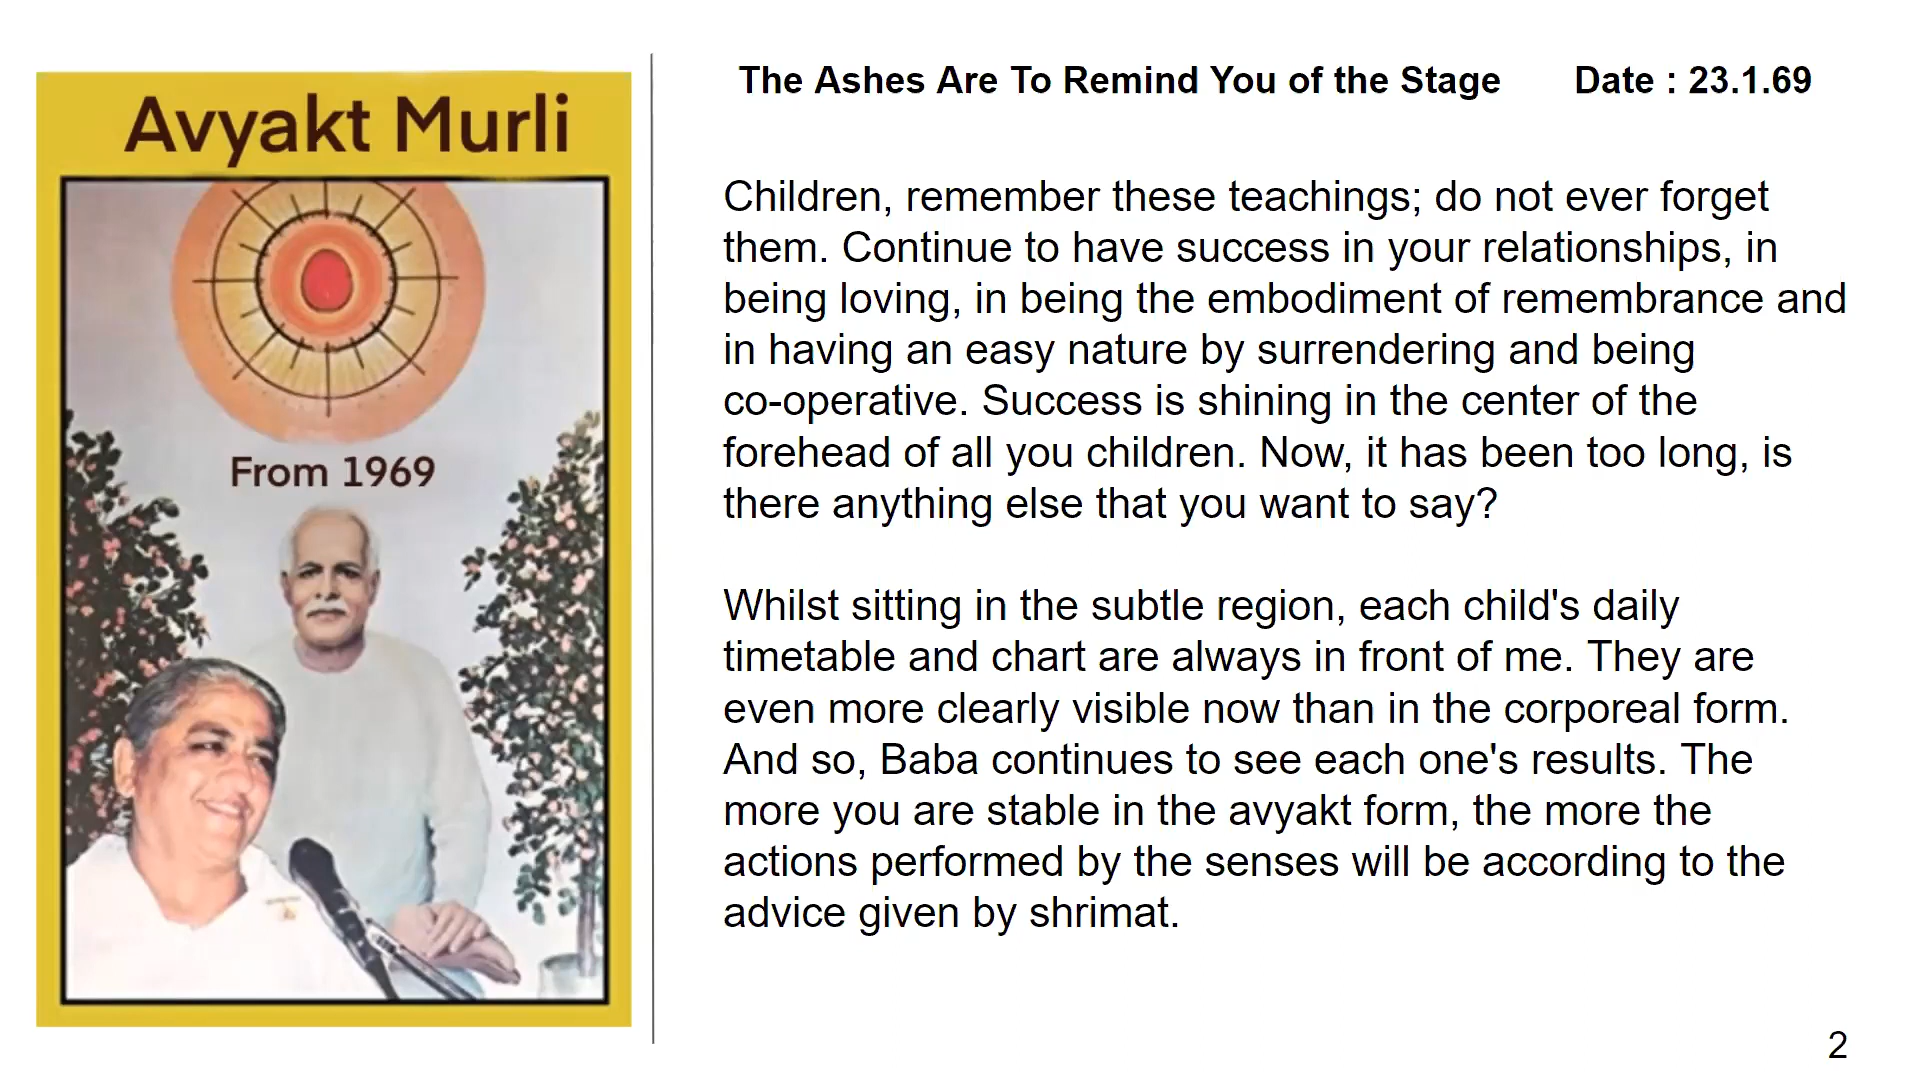 Avyakt Murli
From 1969
The Ashes Are To Remind You of the Stage Date : 23.1.69
Children, remember these teachings; do not ever forget
them. Continue to have success in your relationships, in
being loving, in being the embodiment of remembrance and
in having an easy nature by surrendering and being
co-operative. Success is shining in the center of the
forehead of all you children. Now, it has been too long, is
there anything else that you want to say?
Whilst sitting in the subtle region, each child's daily
timetable and chart are always in front of me. They are
even more clearly visible now than in the corporeal form.
And so, Baba continues to see each one's results. The
more you are stable in the avyakt form, the more the
actions performed by the senses will be according to the
advice given by shrimat.
2